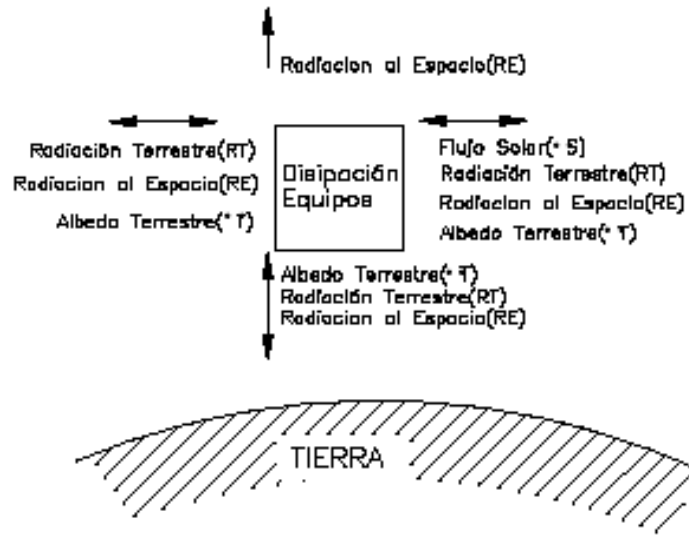 Radiacion al Espacio(RE)
Radiación Terrestre(RT)
Radiacion al Espacio(RE)
Albedo Terrestre(* T)
Disipación
Equipos
Flujo Solar(* S)
Radiación Terrestre(RT)
Radiacion al Espacio(RE)
Albedo Terrestre(* T)
Albedo Terrestre(* T)
Radiación Terrestre(RT)
Radiacion al Espacio(RE)
TIERRA